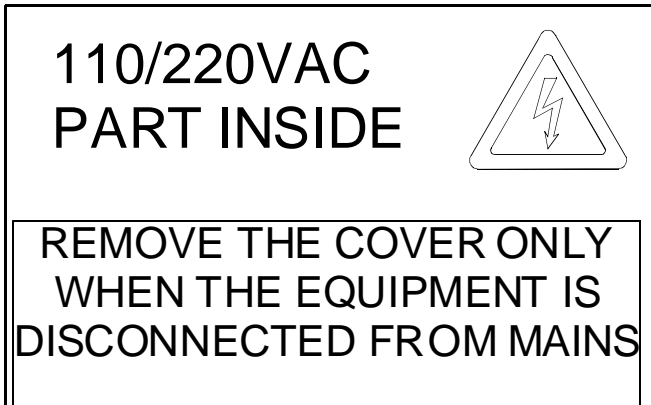 110/220VAC
PART INSIDE
REMOVE THE COVER ONLY
WHEN THE EQUIPMENT IS
DISCONNECTED FROM MAINS